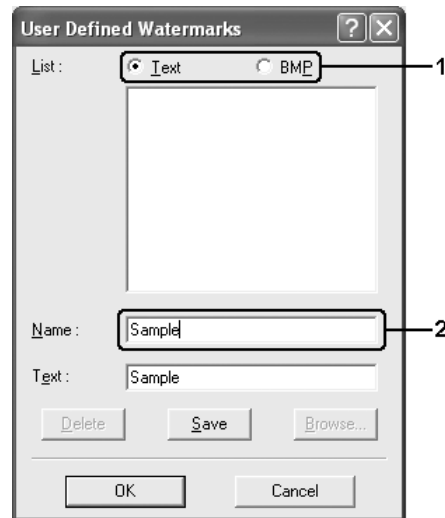 User Defined Watermarks
List : Text BMP 1
Name : Sample 2
Text : Sample
Delete Save Browse...
OK Cancel